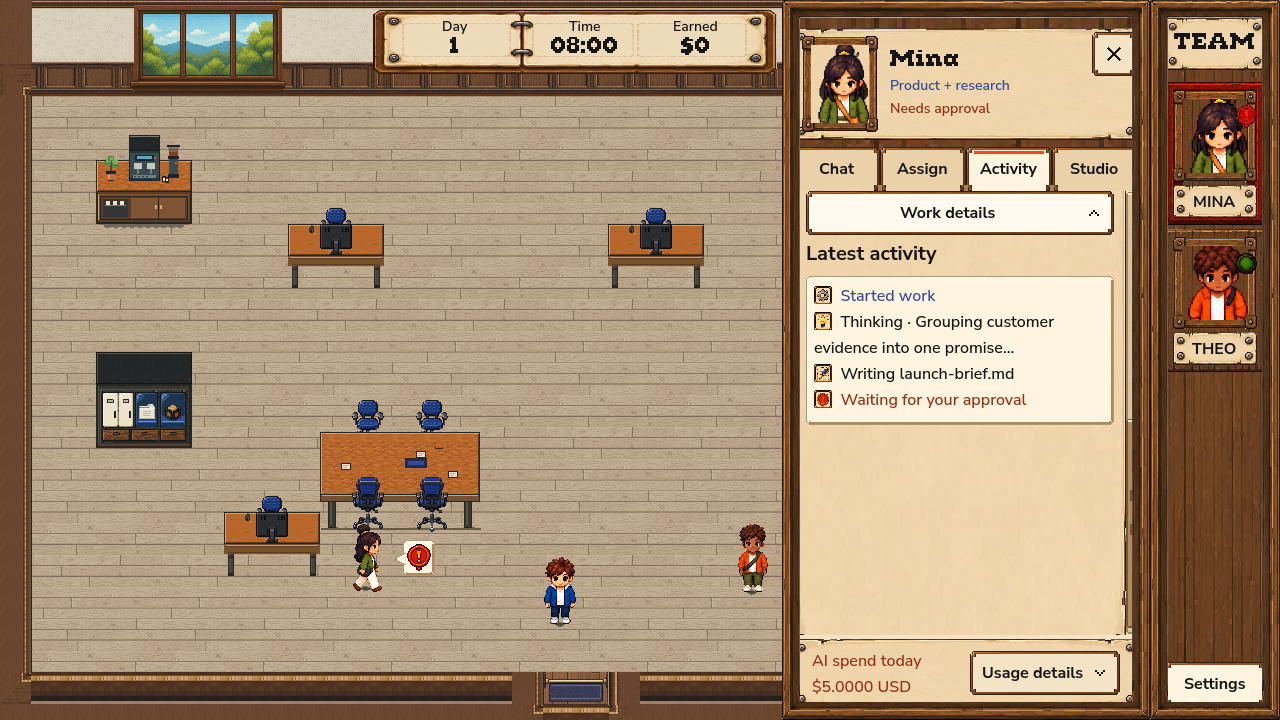 Day
1
Time
08:00
Earned
$0
Mina
Product + research
Needs approval
Chat
Assign
Activity
Studio
Work details
Latest activity
Started work
Thinking · Grouping customer
evidence into one promise...
Writing launch-brief.md
Waiting for your approval
AI spend today
$5.0000 USD
Usage details
TEAM
MINA
THEO
Settings